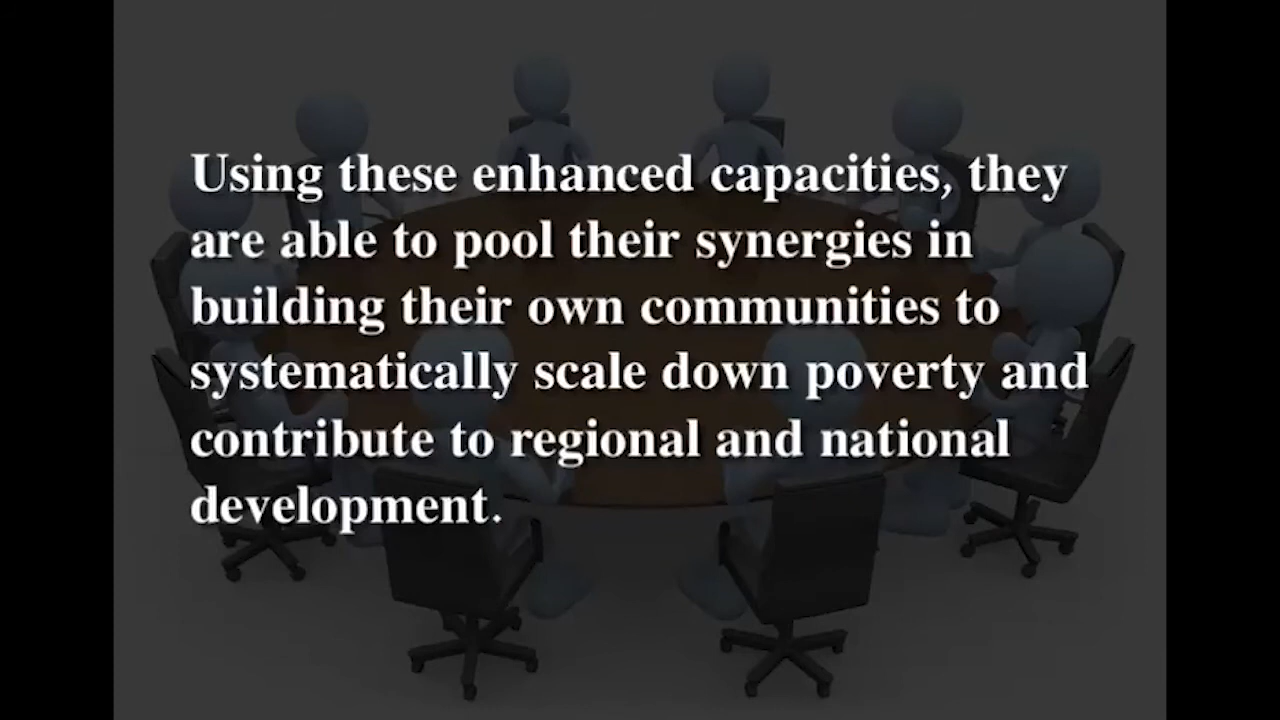 Using these enhanced capacities, they
are able to pool their synergies in
building their own communities to
systematically scale down poverty and
contribute to regional and national
development.